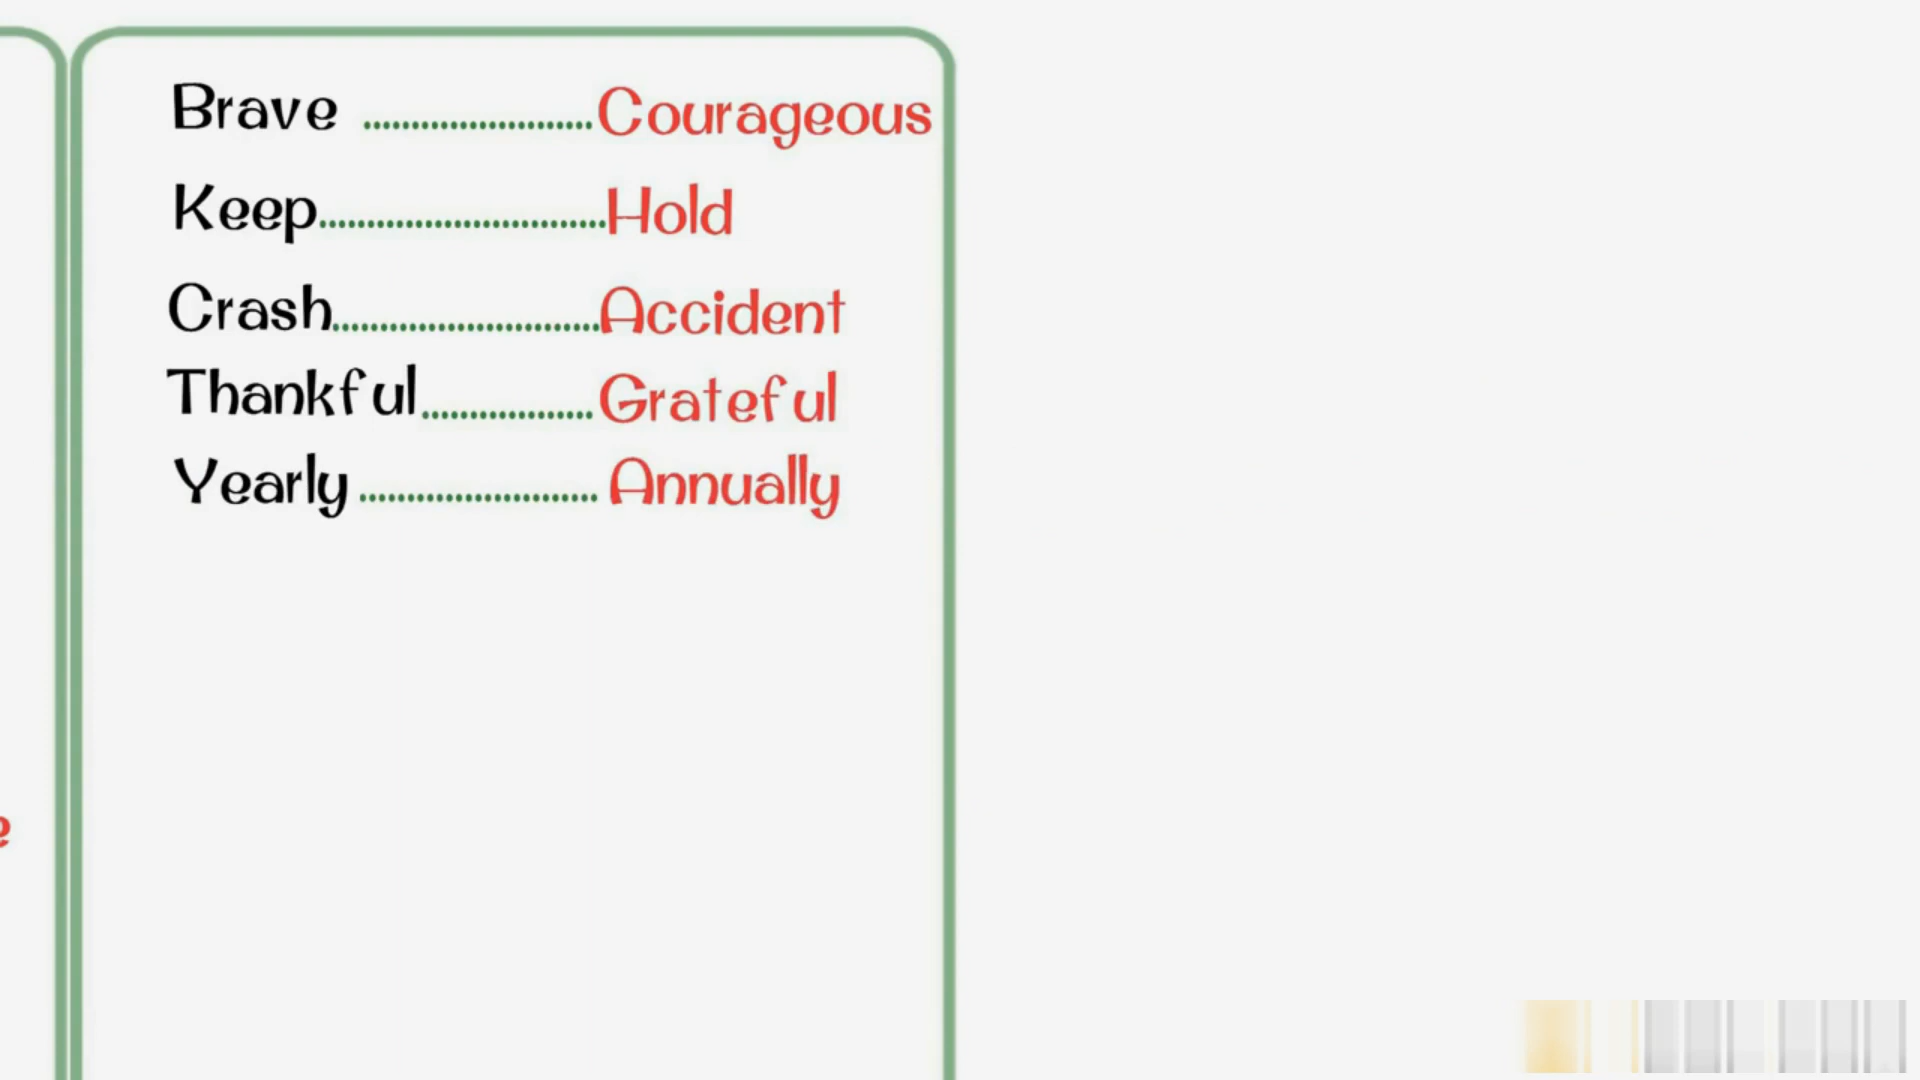 Brave ........................Courageous
Keep..............................Hold
Crash............................Accident
Thankful..................Grateful
Yearly ......................... Annually
e